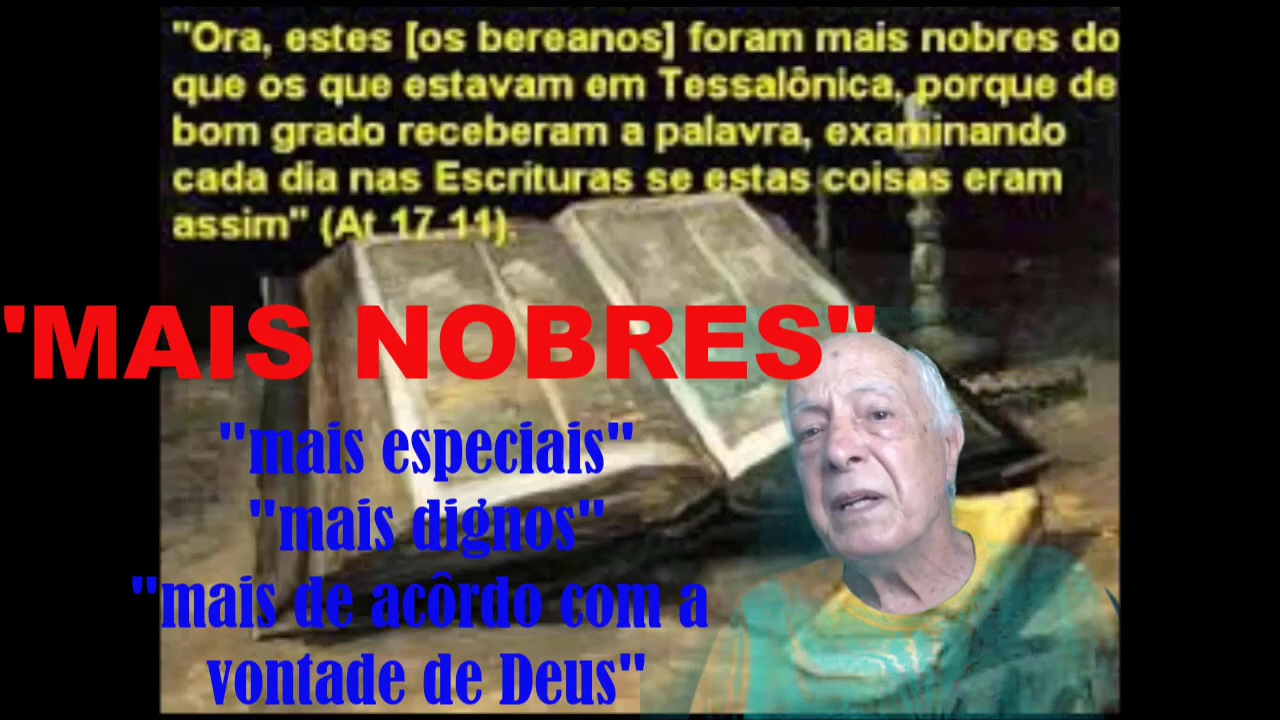 "Ora, estes [os bereanos] foram mais nobres do
que os que estavam em Tessalônica, porque de
bom grado receberam a palavra, examinando
cada dia nas Escrituras se estas coisas eram
assim" (At 17.11).
"MAIS NOBRES"
"mais especiais"
"mais dignos"
"mais de acôrdo com a
vontade de Deus"